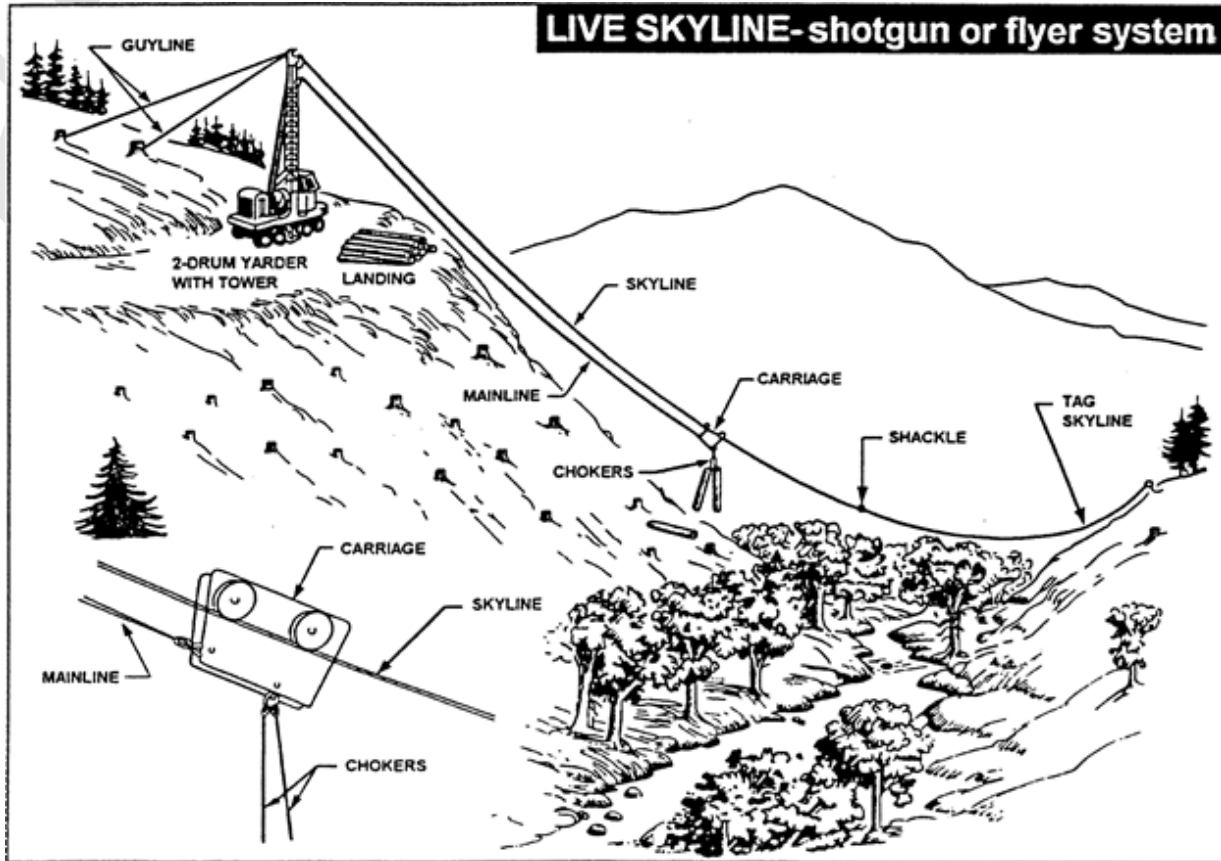 LIVE SKYLINE-shotgun or flyer system
GUYLINE
2-DRUM YARDER
WITH TOWER
LANDING
SKYLINE
MAINLINE
CARRIAGE
TAG
SKYLINE
SHACKLE
CHOKERS
CARRIAGE
SKYLINE
MAINLINE
CHOKERS